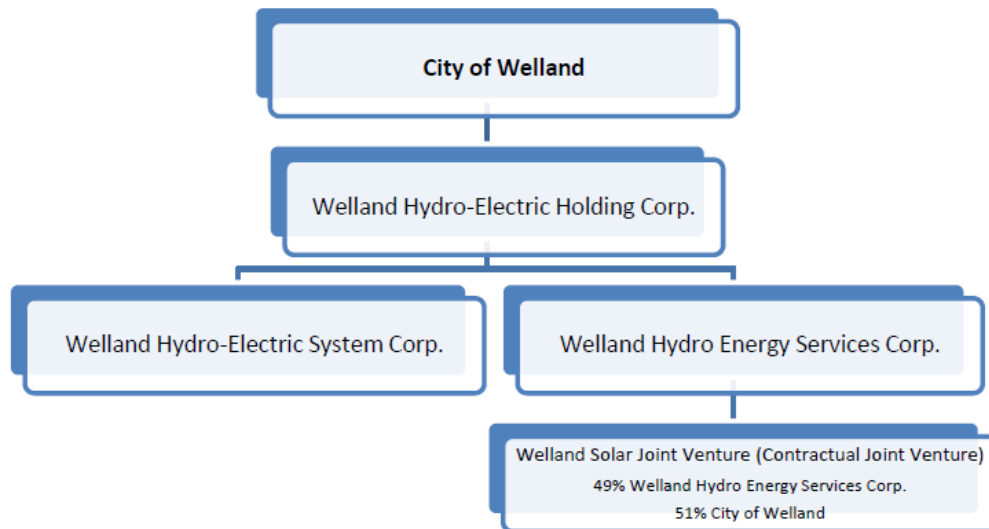 City of Welland
Welland Hydro-Electric Holding Corp.
Welland Hydro-Electric System Corp.
Welland Hydro Energy Services Corp.
Welland Solar Joint Venture (Contractual Joint Venture)
49% Welland Hydro Energy Services Corp.
51% City of Welland